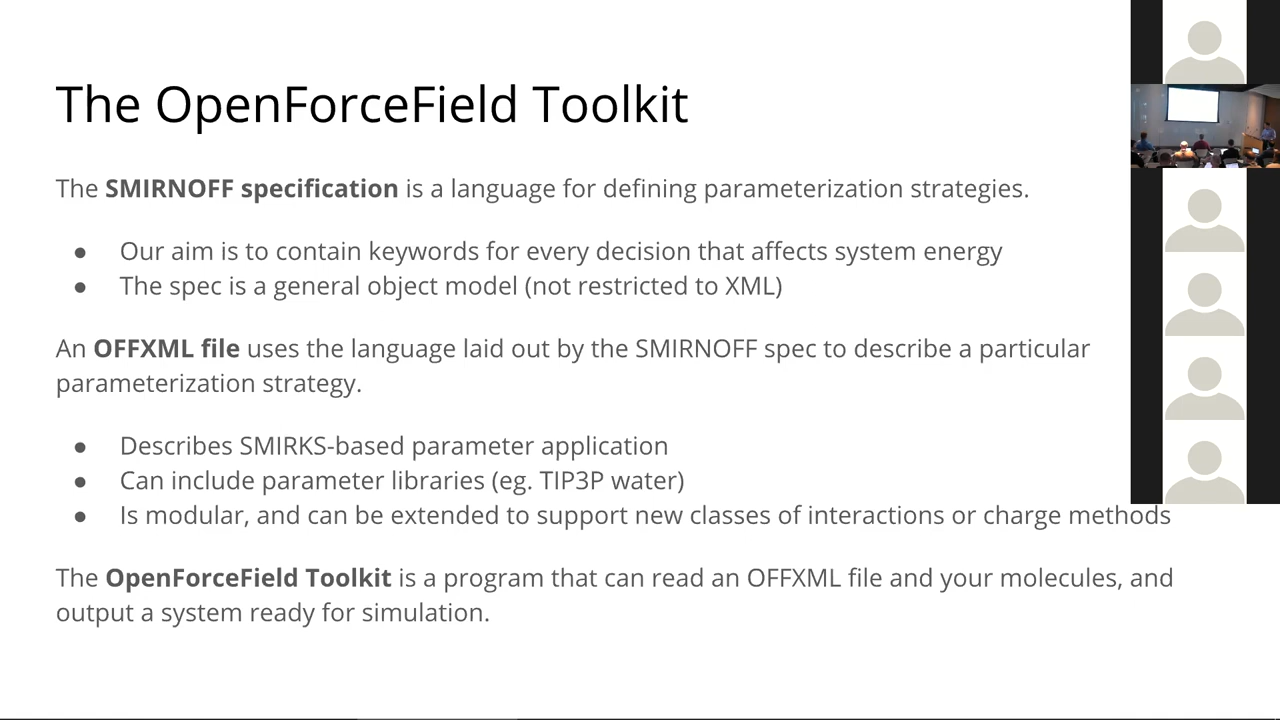 The OpenForceField Toolkit
The SMIRNOFF specification is a language for defining parameterization strategies.
● Our aim is to contain keywords for every decision that affects system energy
● The spec is a general object model (not restricted to XML)
An OFFXML file uses the language laid out by the SMIRNOFF spec to describe a particular
parameterization strategy.
● Describes SMIRKS-based parameter application
● Can include parameter libraries (eg. TIP3P water)
● Is modular, and can be extended to support new classes of interactions or charge methods
The OpenForceField Toolkit is a program that can read an OFFXML file and your molecules, and
output a system ready for simulation.